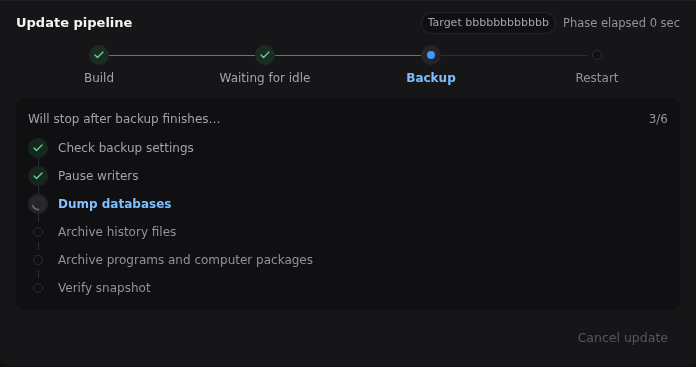 Update pipeline
Target bbbbbbbbbbbb
Phase elapsed 0 sec
Build
Waiting for idle
Backup
Restart
Will stop after backup finishes…
3/6
Check backup settings
Pause writers
Dump databases
Archive history files
Archive programs and computer packages
Verify snapshot
Cancel update